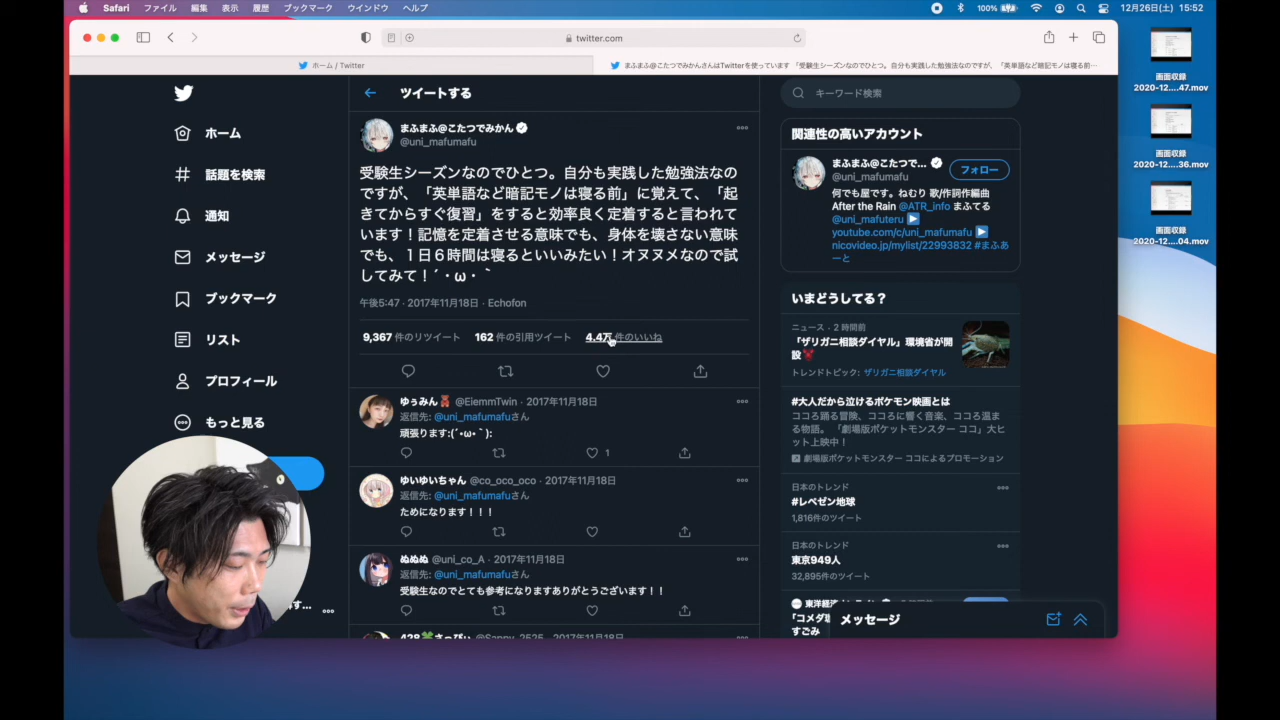 Safari ファイル 編集 表示 履歴 ブックマーク ウインドウ ヘルプ 100% 12月26日(土) 15:52
twitter.com
ホーム / Twitter
まふまふ@こたつでみかんさんはTwitterを使っています 「受験生シーズンなのでひとつ。自分も実践した勉強法なのですが、「英単語など暗記モノは寝る前…
ホーム
話題を検索
通知
メッセージ
ブックマーク
リスト
プロフィール
もっと見る
ツイートする
まふまふ@こたつでみかん
@uni_mafumafu
受験生シーズンなのでひとつ。自分も実践した勉強法なの
ですが、「英単語など暗記モノは寝る前」に覚えて、「起
きてからすぐ復習」をすると効率良く定着すると言われて
います！記憶を定着させる意味でも、身体を壊さない意味
でも、１日６時間は寝るといいみたい！オヌヌメなので試
してみて！´・ω・｀
午後5:47 · 2017年11月18日 · Echofon
9,367 件のリツイート 162 件の引用ツイート 4.4万 件のいいね
ゆぅみん @EiemmTwin · 2017年11月18日
返信先: @uni_mafumafuさん
頑張ります:(´•ω•｀):
1
ゆいゆいちゃん @co_oco_oco · 2017年11月18日
返信先: @uni_mafumafuさん
ためになります！！！
ぬぬぬ @uni_co_A · 2017年11月18日
返信先: @uni_mafumafuさん
受験生なのでとても参考になりますありがとうございます！！
428 さっぴぃ @Sappy_2525 · 2017年11月18日
キーワード検索
関連性の高いアカウント
まふまふ@こたつで...
@uni_mafumafu
フォロー
何でも屋です。ねむり 歌/作詞作編曲
After the Rain @ATR_info まふてる
@uni_mafuteru
youtube.com/c/uni_mafumafu
nicovideo.jp/mylist/22993832 #まふあ
ーと
いまどうしてる？
ニュース · 2 時間前
「ザリガニ相談ダイヤル」環境省が開
設
トレンドトピック: ザリガニ相談ダイヤル
#大人だから泣けるポケモン映画とは
ココろ踊る冒険、ココろに響く音楽、ココろ温ま
る物語。 「劇場版ポケットモンスター ココ」大ヒ
ット上映中！
劇場版ポケットモンスター ココによるプロモーション
日本のトレンド
#レペゼン地球
1,816件のツイート
日本のトレンド
東京949人
32,895件のツイート
東洋経済
「コメダ珈
すごみ
メッセージ
画面収録
2020-12....47.mov
画面収録
2020-12....36.mov
画面収録
2020-12....04.mov